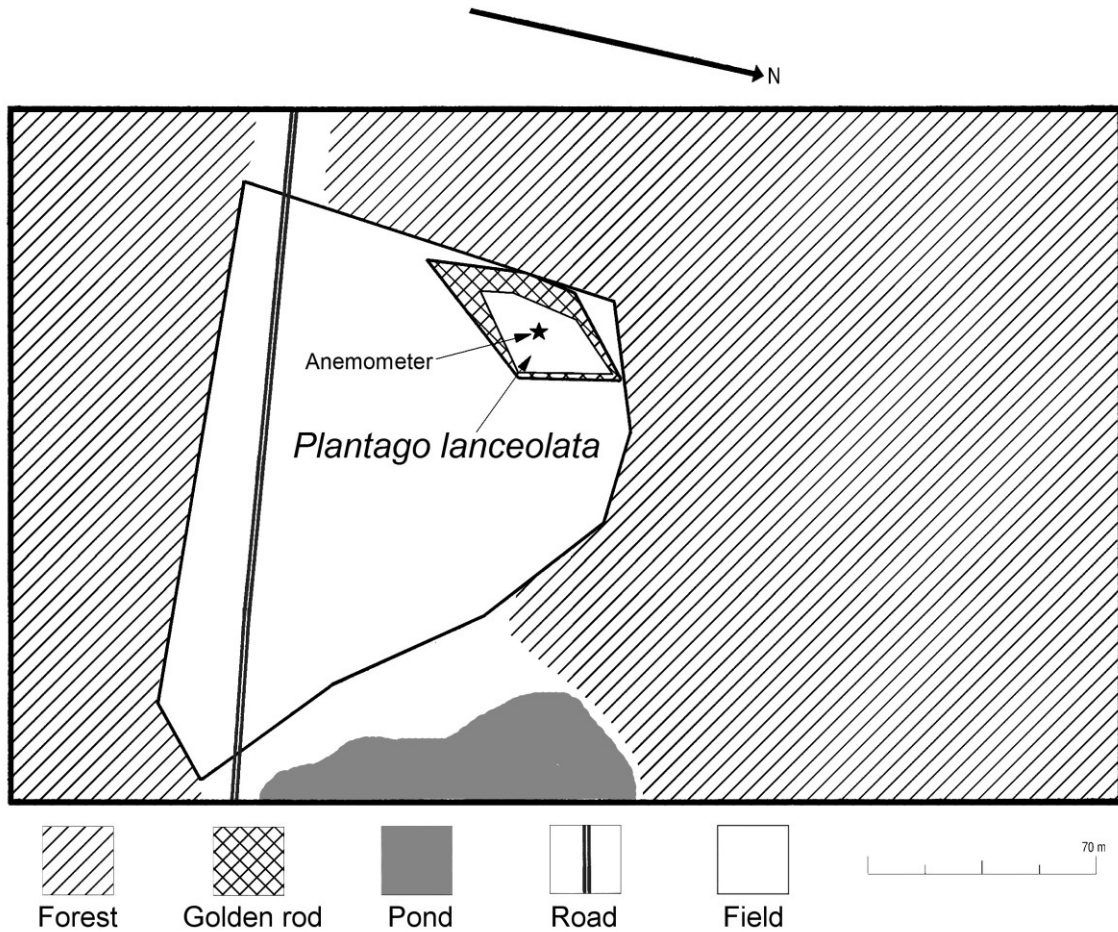 N
Anemometer
Plantago lanceolata
70 m
Forest
Golden rod
Pond
Road
Field